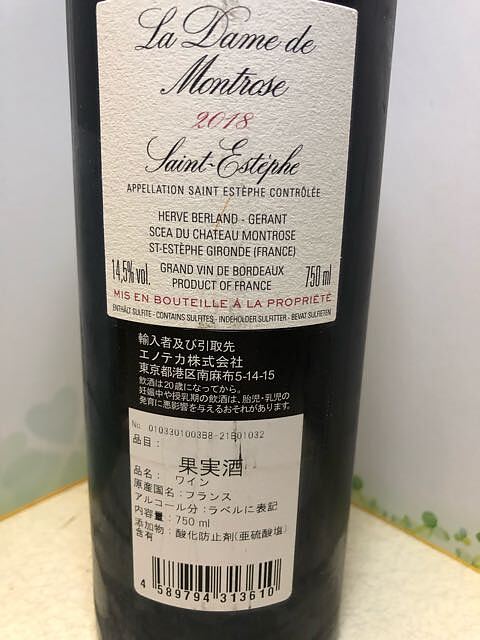 La Dame de
Montrose
2018
Saint-Estèphe
APPELLATION SAINT ESTÈPHE CONTRÔLÉE
HERVE BERLAND - GERANT
SCEA DU CHATEAU MONTROSE
ST-ESTÈPHE GIRONDE (FRANCE)
14,5% vol. GRAND VIN DE BORDEAUX 750 ml
PRODUCT OF FRANCE
MIS EN BOUTEILLE À LA PROPRIÉTÉ
ENTHÄLT SULFITE - CONTAINS SULFITES - INDEHOLDER SULFITTER - BEVAT SULFIETEN
輸入者及び引取先
エノテカ株式会社
東京都港区南麻布5-14-15
飲酒は20歳になってから。
妊娠中や授乳期の飲酒は、胎児・乳児の
発育に悪影響を与えるおそれがあります。
No. 0103301003B8-21B01032
品目:
果実酒
品名: ワイン
原産国名:フランス
アルコール分:ラベルに表記
内容量:750 ml
添加物:酸化防止剤(亜硫酸塩)
含有
4 589794 313610